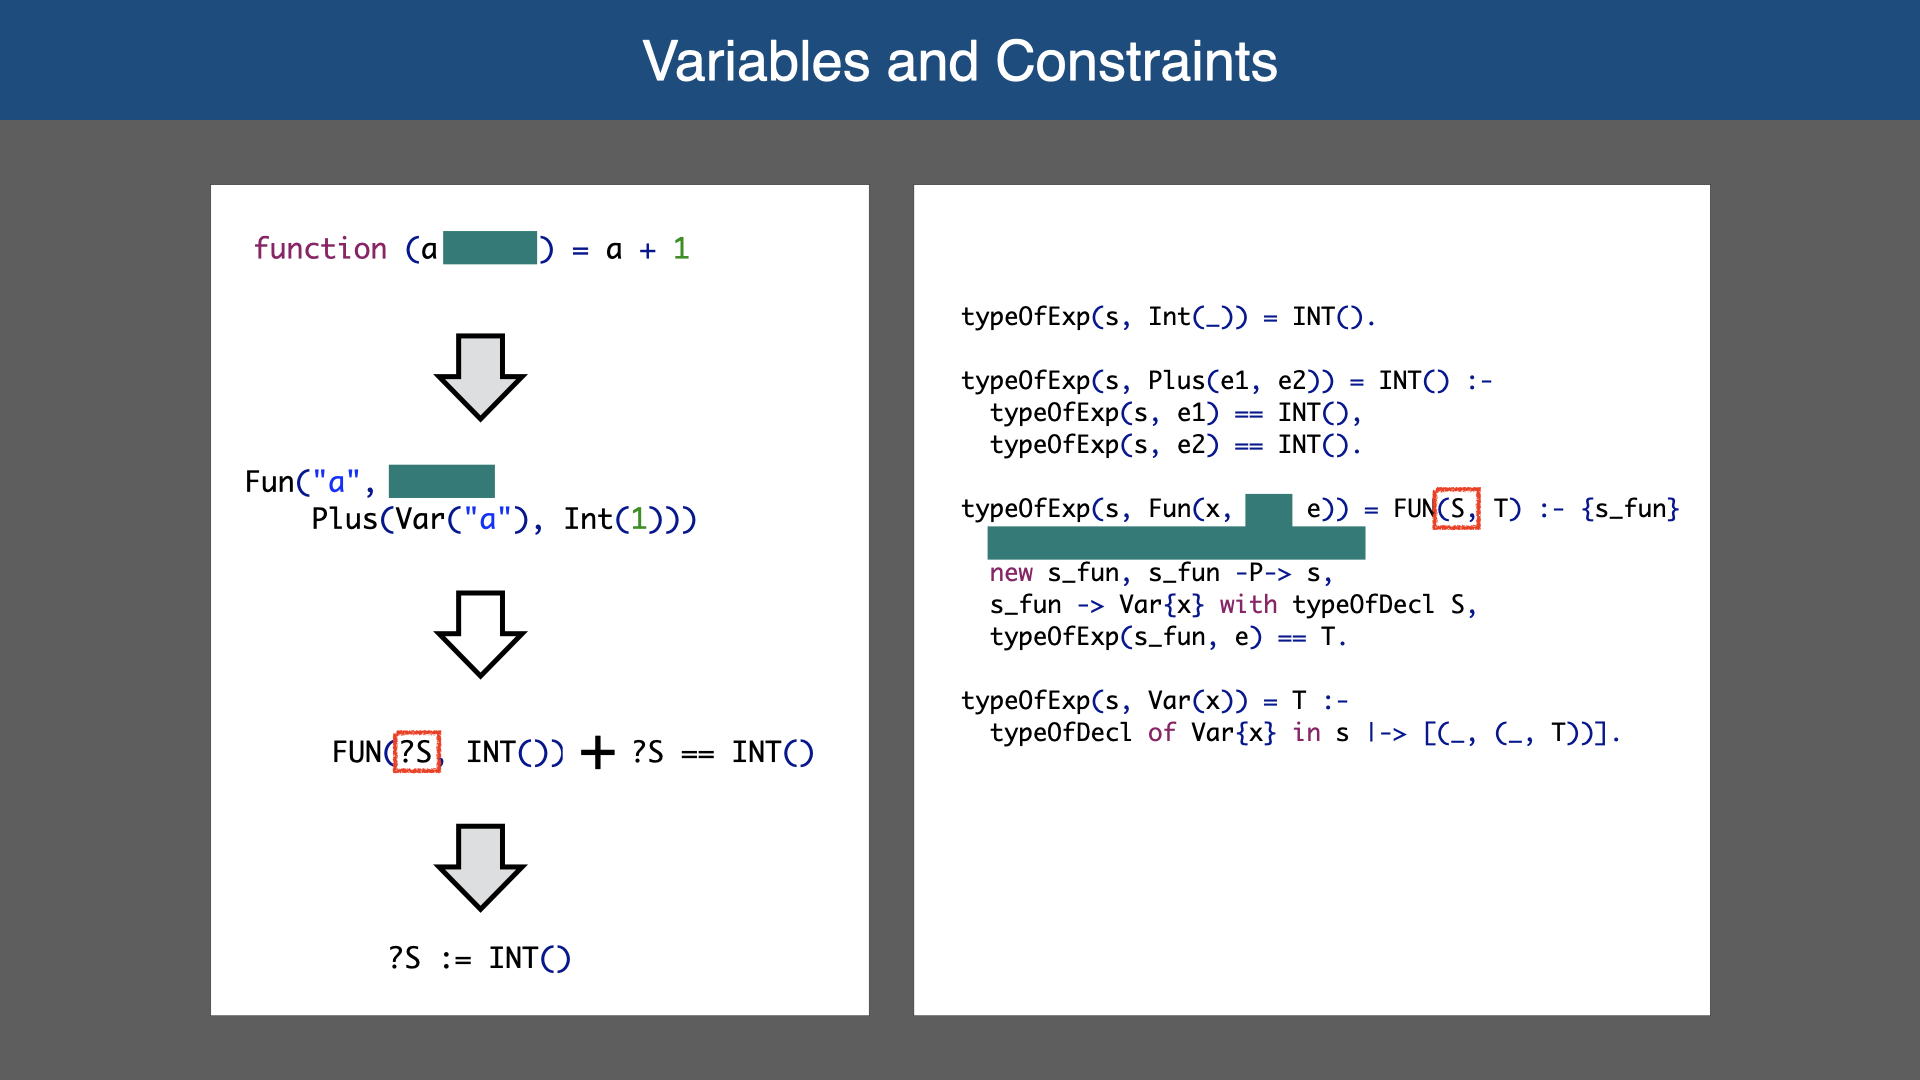 Variables and Constraints
function (a ) = a + 1
Fun("a",
Plus(Var("a"), Int(1)))
FUN(?S, INT()) + ?S == INT()
?S := INT()
typeOfExp(s, Int(_)) = INT().
typeOfExp(s, Plus(e1, e2)) = INT() :-
typeOfExp(s, e1) == INT(),
typeOfExp(s, e2) == INT().
typeOfExp(s, Fun(x, e)) = FUN(S, T) :- {s_fun}
new s_fun, s_fun -P-> s,
s_fun -> Var{x} with typeOfDecl S,
typeOfExp(s_fun, e) == T.
typeOfExp(s, Var(x)) = T :-
typeOfDecl of Var{x} in s |-> [(_, (_, T))].